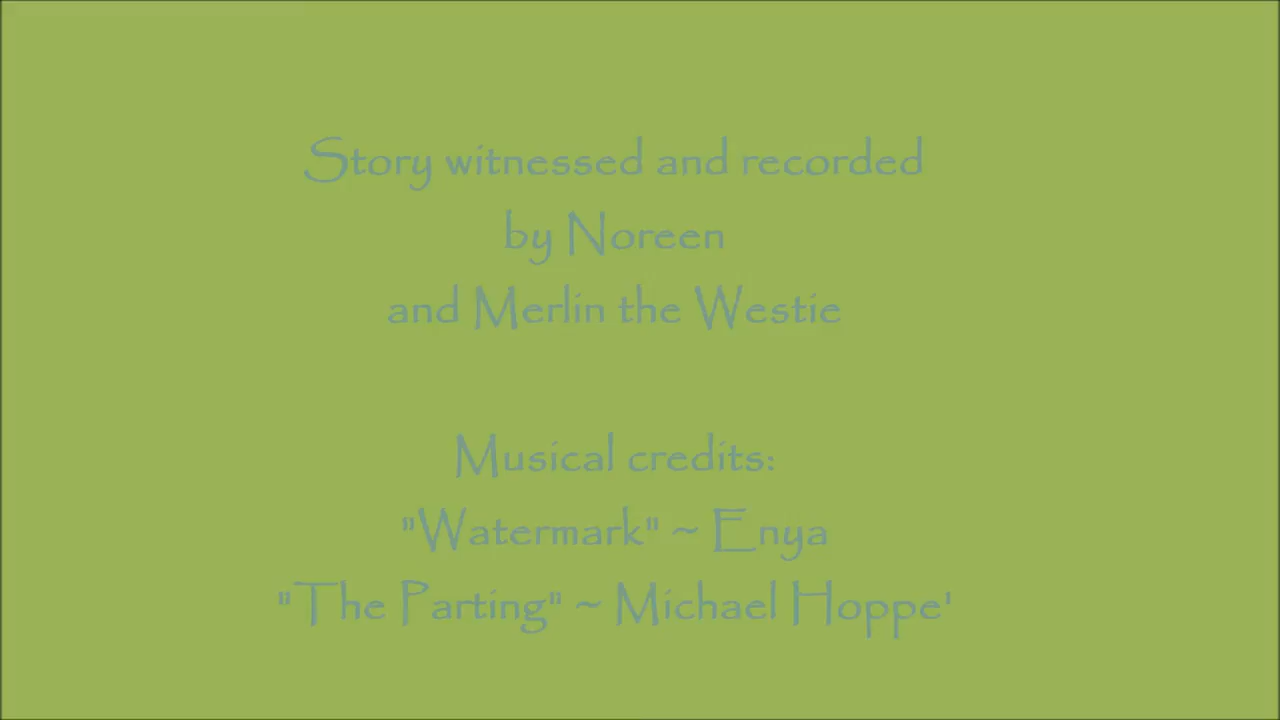 Story witnessed and recorded
by Noreen
and Merlin the Westie
Musical credits:
"Watermark" ~ Enya
"The Parting" ~ Michael Hoppe'